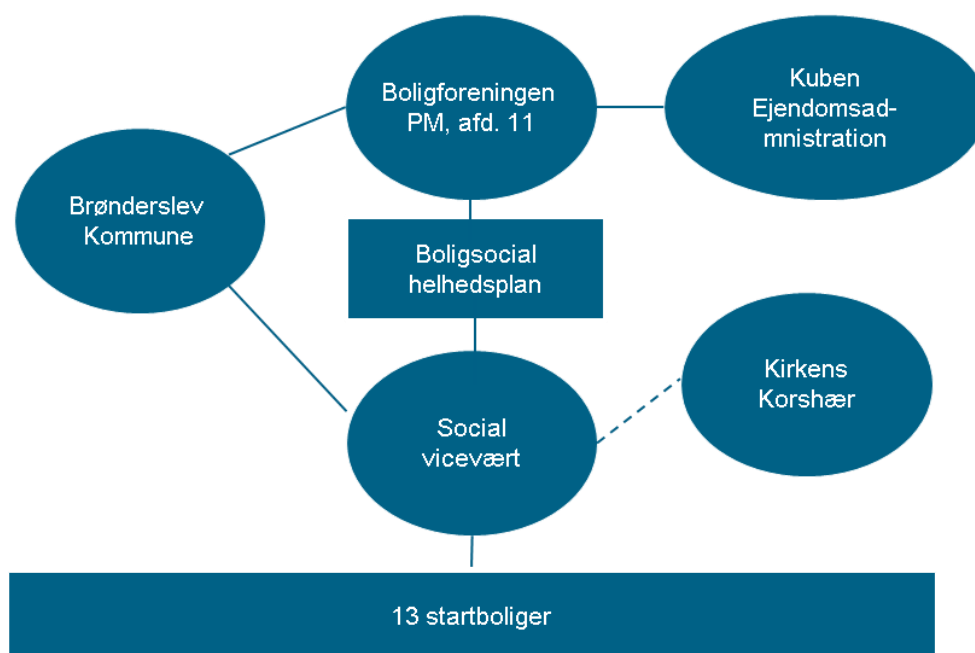 Boligforeningen
PM, afd. 11
Kuben
Ejendomsad-
mnistration
Brønderslev
Kommune
Boligsocial
helhedsplan
Kirkens
Korshær
Social
vicevært
13 startboliger